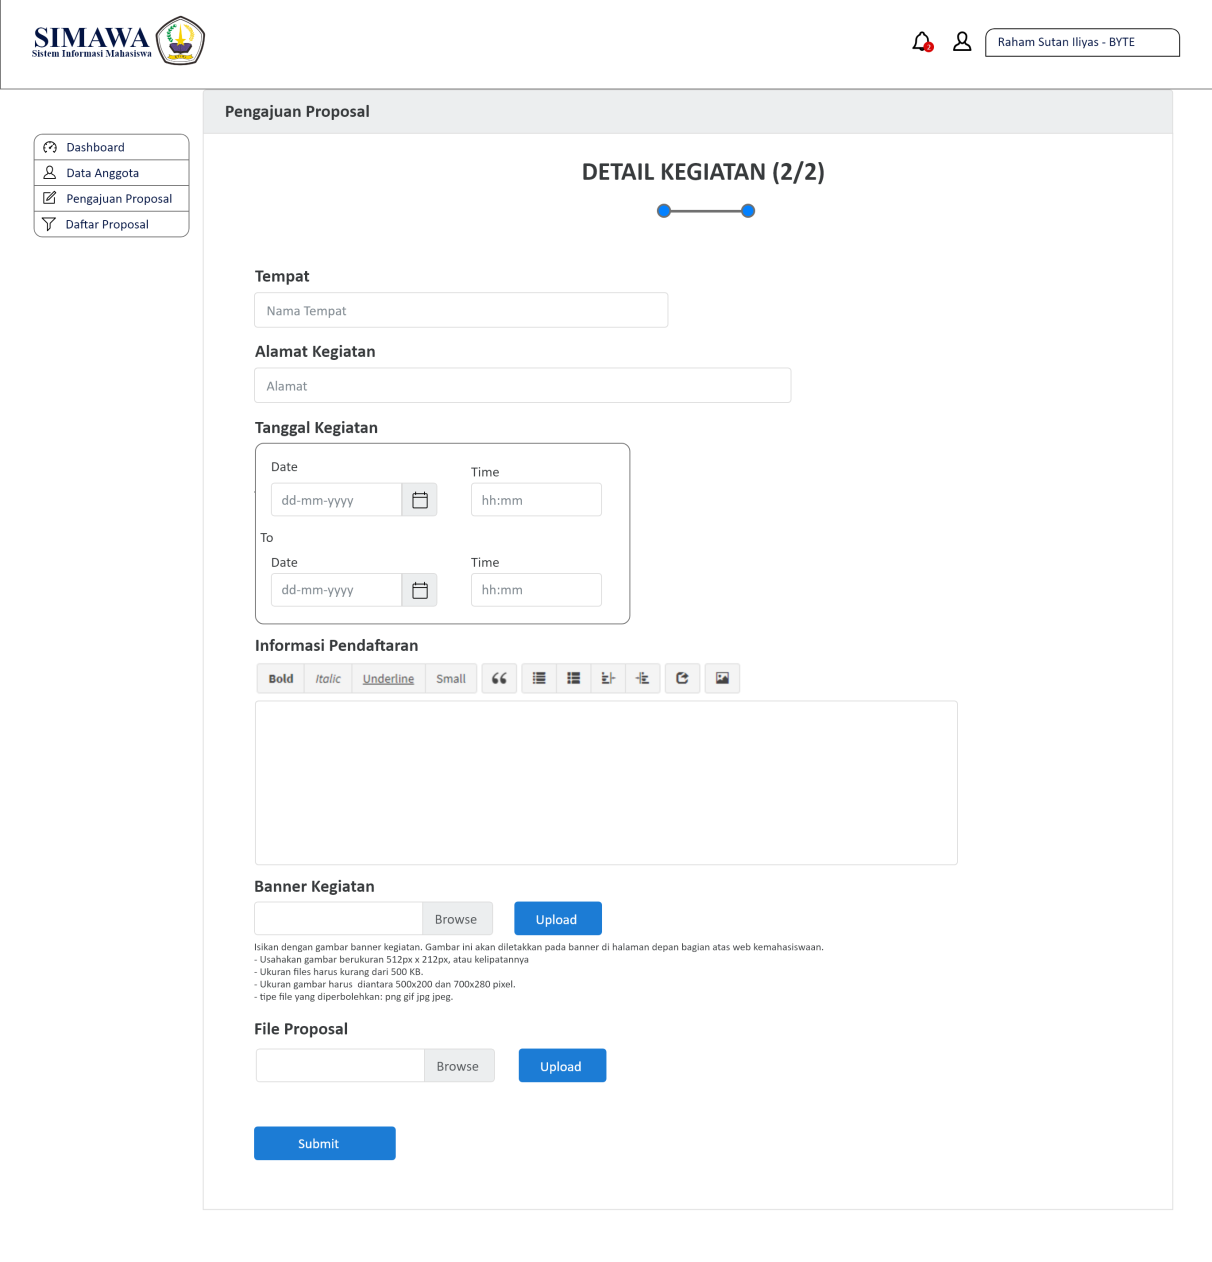 SIMAWA
Sistem Informasi Mahasiswa
2
Raham Sutan Iliyas - BYTE
Dashboard
Data Anggota
Pengajuan Proposal
Daftar Proposal
Pengajuan Proposal
DETAIL KEGIATAN (2/2)
Tempat
Nama Tempat
Alamat Kegiatan
Alamat
Tanggal Kegiatan
Date Time
dd-mm-yyyy hh:mm
To
Date Time
dd-mm-yyyy hh:mm
Informasi Pendaftaran
Bold Italic Underline Small
Banner Kegiatan
Browse Upload
Isikan dengan gambar banner kegiatan. Gambar ini akan diletakkan pada banner di halaman depan bagian atas web kemahasiswaan.
- Usahakan gambar berukuran 512px x 212px, atau kelipatannya
- Ukuran files harus kurang dari 500 KB.
- Ukuran gambar harus diantara 500x200 dan 700x280 pixel.
- tipe file yang diperbolehkan: png gif jpg jpeg.
File Proposal
Browse Upload
Submit